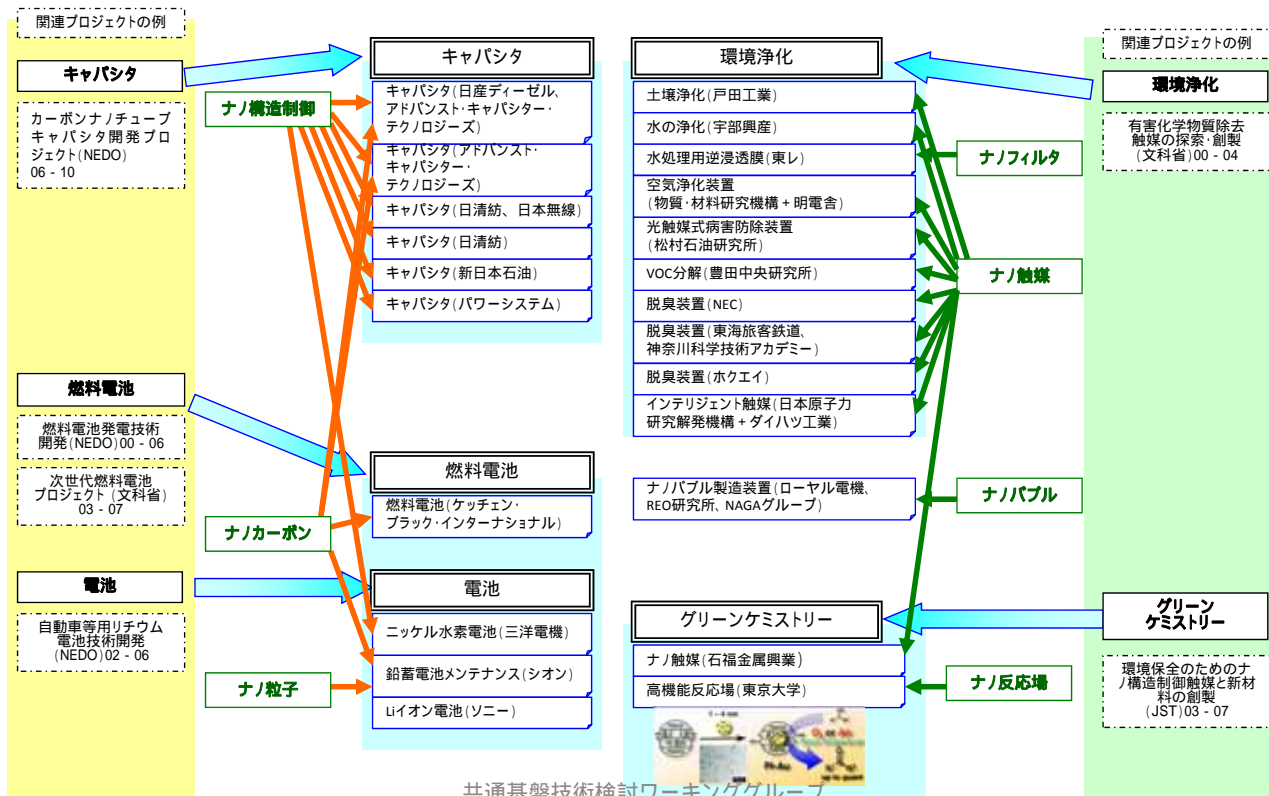 関連プロジェクトの例
キャパシタ
カーボンナノチューブ
キャパシタ開発プロ
ジェクト(NEDO)
06 - 10
燃料電池
燃料電池発電技術
開発(NEDO)00 - 06
次世代燃料電池
プロジェクト (文科省)
03 - 07
電池
自動車等用リチウム
電池技術開発
(NEDO)02 - 06
ナノ構造制御
ナノカーボン
ナノ粒子
キャパシタ
キャパシタ(日産ディーゼル、
アドバンスト・キャパシター・
テクノロジーズ)
キャパシタ(アドバンスト・
キャパシター・
テクノロジーズ)
キャパシタ(日清紡、日本無線)
キャパシタ(日清紡)
キャパシタ(新日本石油)
キャパシタ(パワーシステム)
燃料電池
燃料電池(ケッチェン・
ブラック・インターナショナル)
電池
ニッケル水素電池(三洋電機)
鉛蓄電池メンテナンス(シオン)
Liイオン電池(ソニー)
環境浄化
土壌浄化(戸田工業)
水の浄化(宇部興産)
水処理用逆浸透膜(東レ)
空気浄化装置
(物質・材料研究機構＋明電舎)
光触媒式病害防除装置
(松村石油研究所)
VOC分解(豊田中央研究所)
脱臭装置(NEC)
脱臭装置(東海旅客鉄道、
神奈川科学技術アカデミー)
脱臭装置(ホクエイ)
インテリジェント触媒(日本原子力
研究解発機構＋ダイハツ工業)
ナノバブル製造装置(ローヤル電機、
REO研究所、NAGAグループ)
グリーンケミストリー
ナノ触媒(石福金属興業)
高機能反応場(東京大学)
ナノフィルタ
ナノ触媒
ナノバブル
ナノ反応場
関連プロジェクトの例
環境浄化
有害化学物質除去
触媒の探索・創製
(文科省)00 - 04
グリーン
ケミストリー
環境保全のためのナ
ノ構造制御触媒と新材
料の創製
(JST)03 - 07
共通基盤技術検討ワーキンググループ